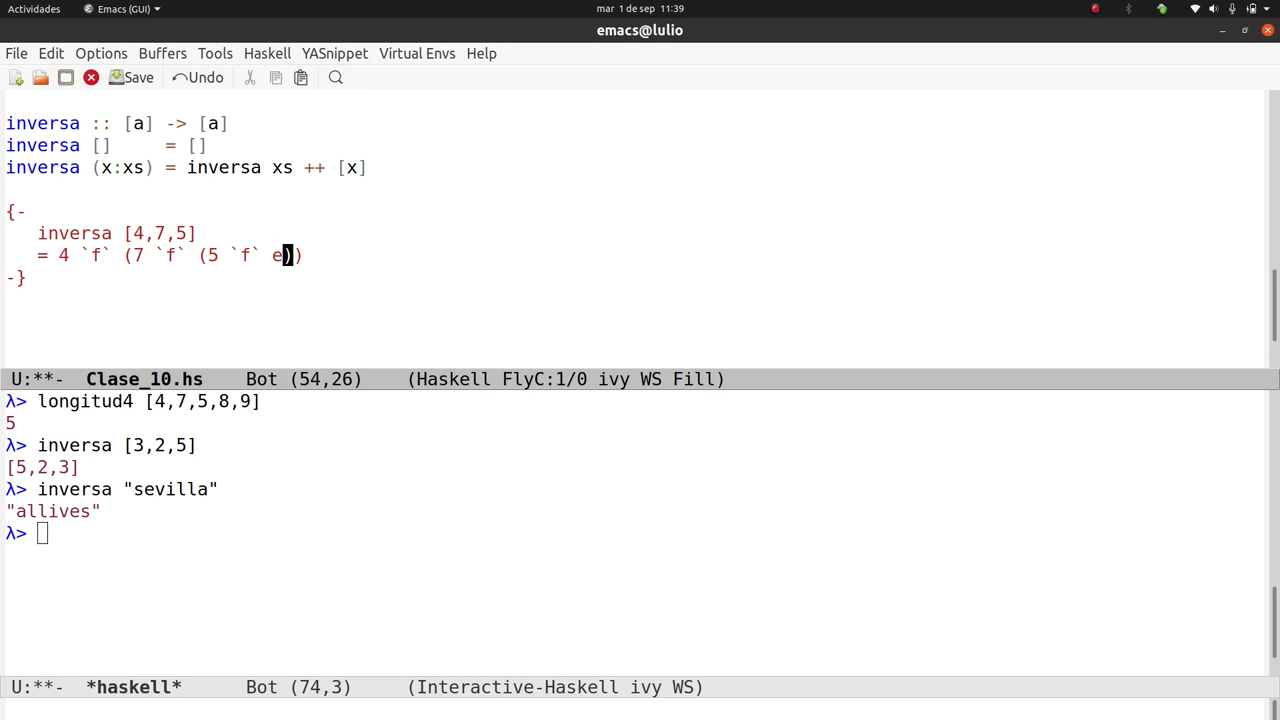 Actividades Emacs (GUI) mar 1 de sep 11:39
emacs@lulio
File Edit Options Buffers Tools Haskell YASnippet Virtual Envs Help
Save Undo
inversa :: [a] -> [a]
inversa [] = []
inversa (x:xs) = inversa xs ++ [x]
{-
inversa [4,7,5]
= 4 `f` (7 `f` (5 `f` e))
-}
U:**- Clase_10.hs Bot (54,26) (Haskell FlyC:1/0 ivy WS Fill)
λ> longitud4 [4,7,5,8,9]
5
λ> inversa [3,2,5]
[5,2,3]
λ> inversa "sevilla"
"allives"
λ>
U:**- *haskell* Bot (74,3) (Interactive-Haskell ivy WS)